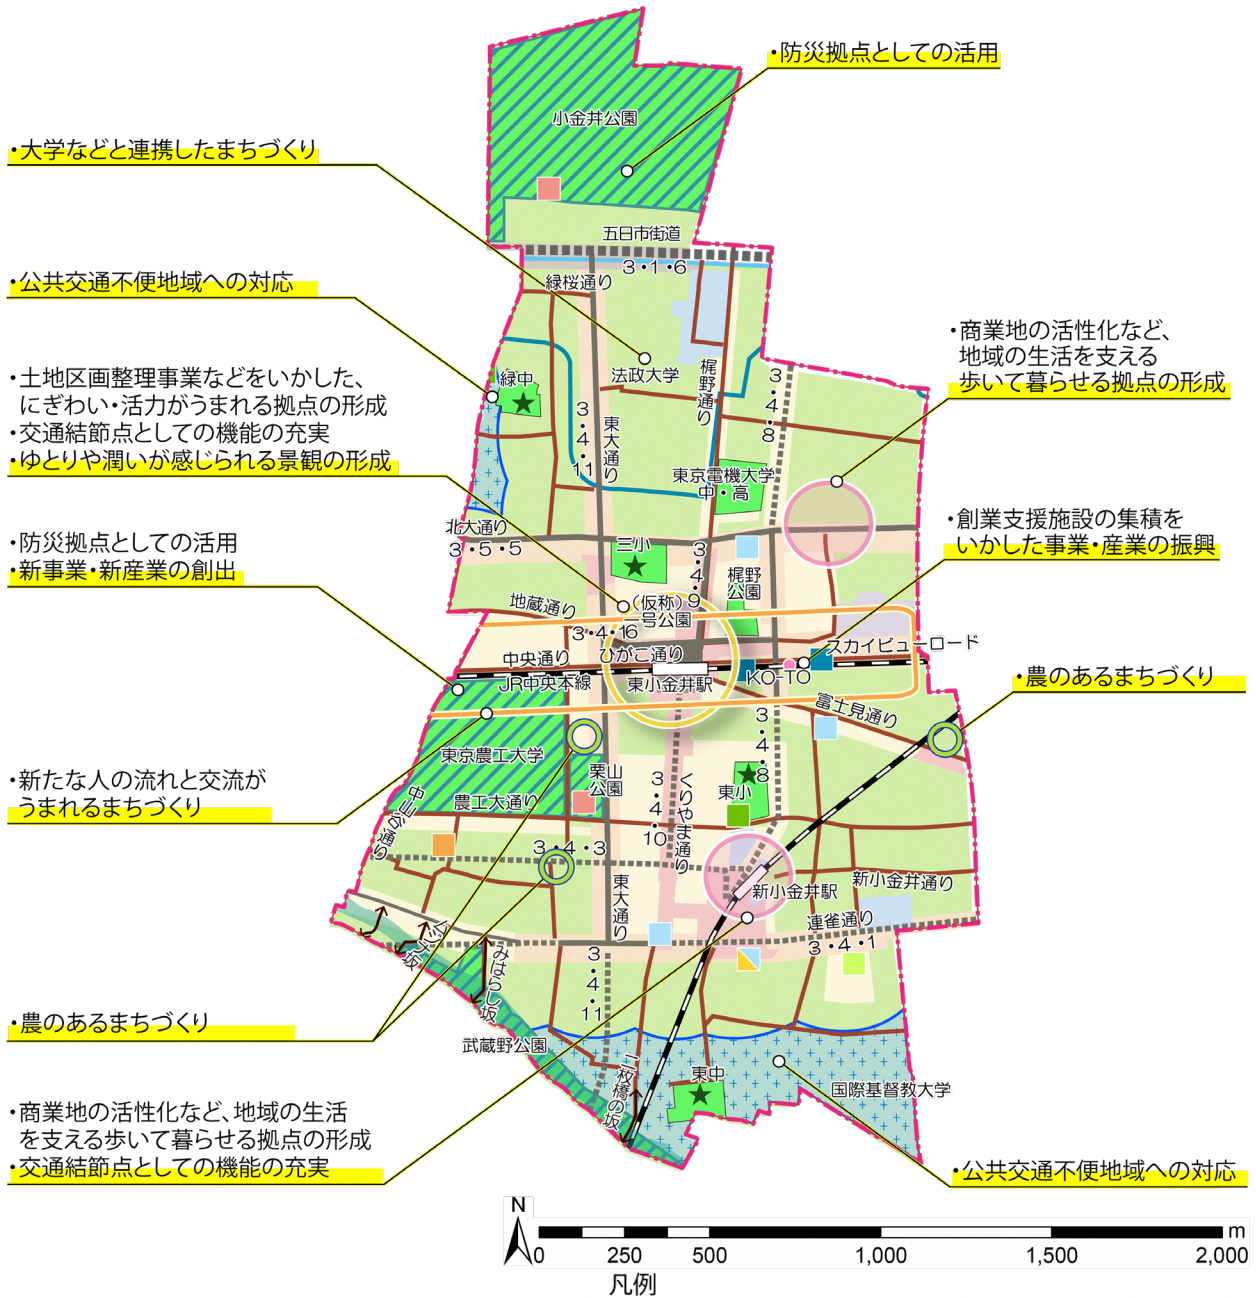 ・防災拠点としての活用
小金井公園
・大学などと連携したまちづくり
五日市街道
3・1・6
・公共交通不便地域への対応
緑桜通り
・商業地の活性化など、
地域の生活を支える
歩いて暮らせる拠点の形成
法政大学
梶野通り
3・4・8
緑中
・土地区画整理事業などをいかした、
にぎわい・活力がうまれる拠点の形成
・交通結節点としての機能の充実
・ゆとりや潤いが感じられる景観の形成
3・4・11
東大通り
東京電機大学
中・高
北大通り
3・5・5
・創業支援施設の集積を
いかした事業・産業の振興
・防災拠点としての活用
・新事業・新産業の創出
三小
3・4・9
梶野
公園
地蔵通り
(仮称)
一号公園
3・4・16
ひがこ通り
スカイビューロード
中央通り
JR中央本線
東小金井駅
KO-TO
・農のあるまちづくり
富士見通り
東京農工大学
3・4・8
栗山
公園
・新たな人の流れと交流が
うまれるまちづくり
東小
中山谷通り
農工大通り
3・4・10
くりやま通り
3・4・3
新小金井駅
新小金井通り
東大通り
連雀通り
3・4・1
ムジナ坂
みはらし坂
3・4・11
・農のあるまちづくり
武蔵野公園
二枚橋の坂
東中
国際基督教大学
・商業地の活性化など、地域の生活
を支える歩いて暮らせる拠点の形成
・交通結節点としての機能の充実
・公共交通不便地域への対応
N
m
0 250 500 1,000 1,500 2,000
凡例